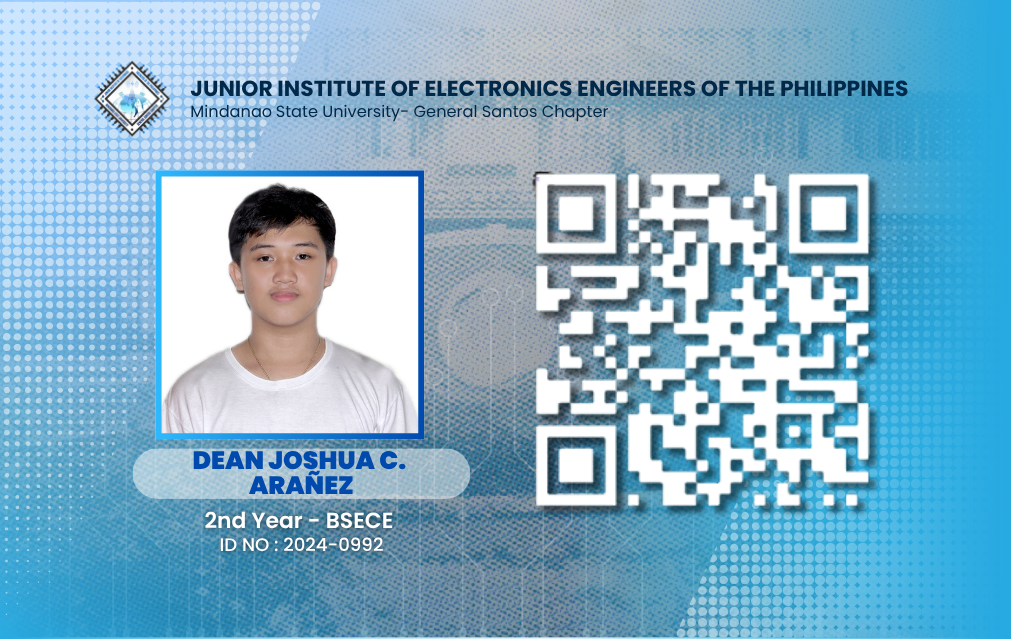 JUNIOR INSTITUTE OF ELECTRONICS ENGINEERS OF THE PHILIPPINES
Mindanao State University- General Santos Chapter
DEAN JOSHUA C.
ARAÑEZ
2nd Year - BSECE
ID NO : 2024-0992